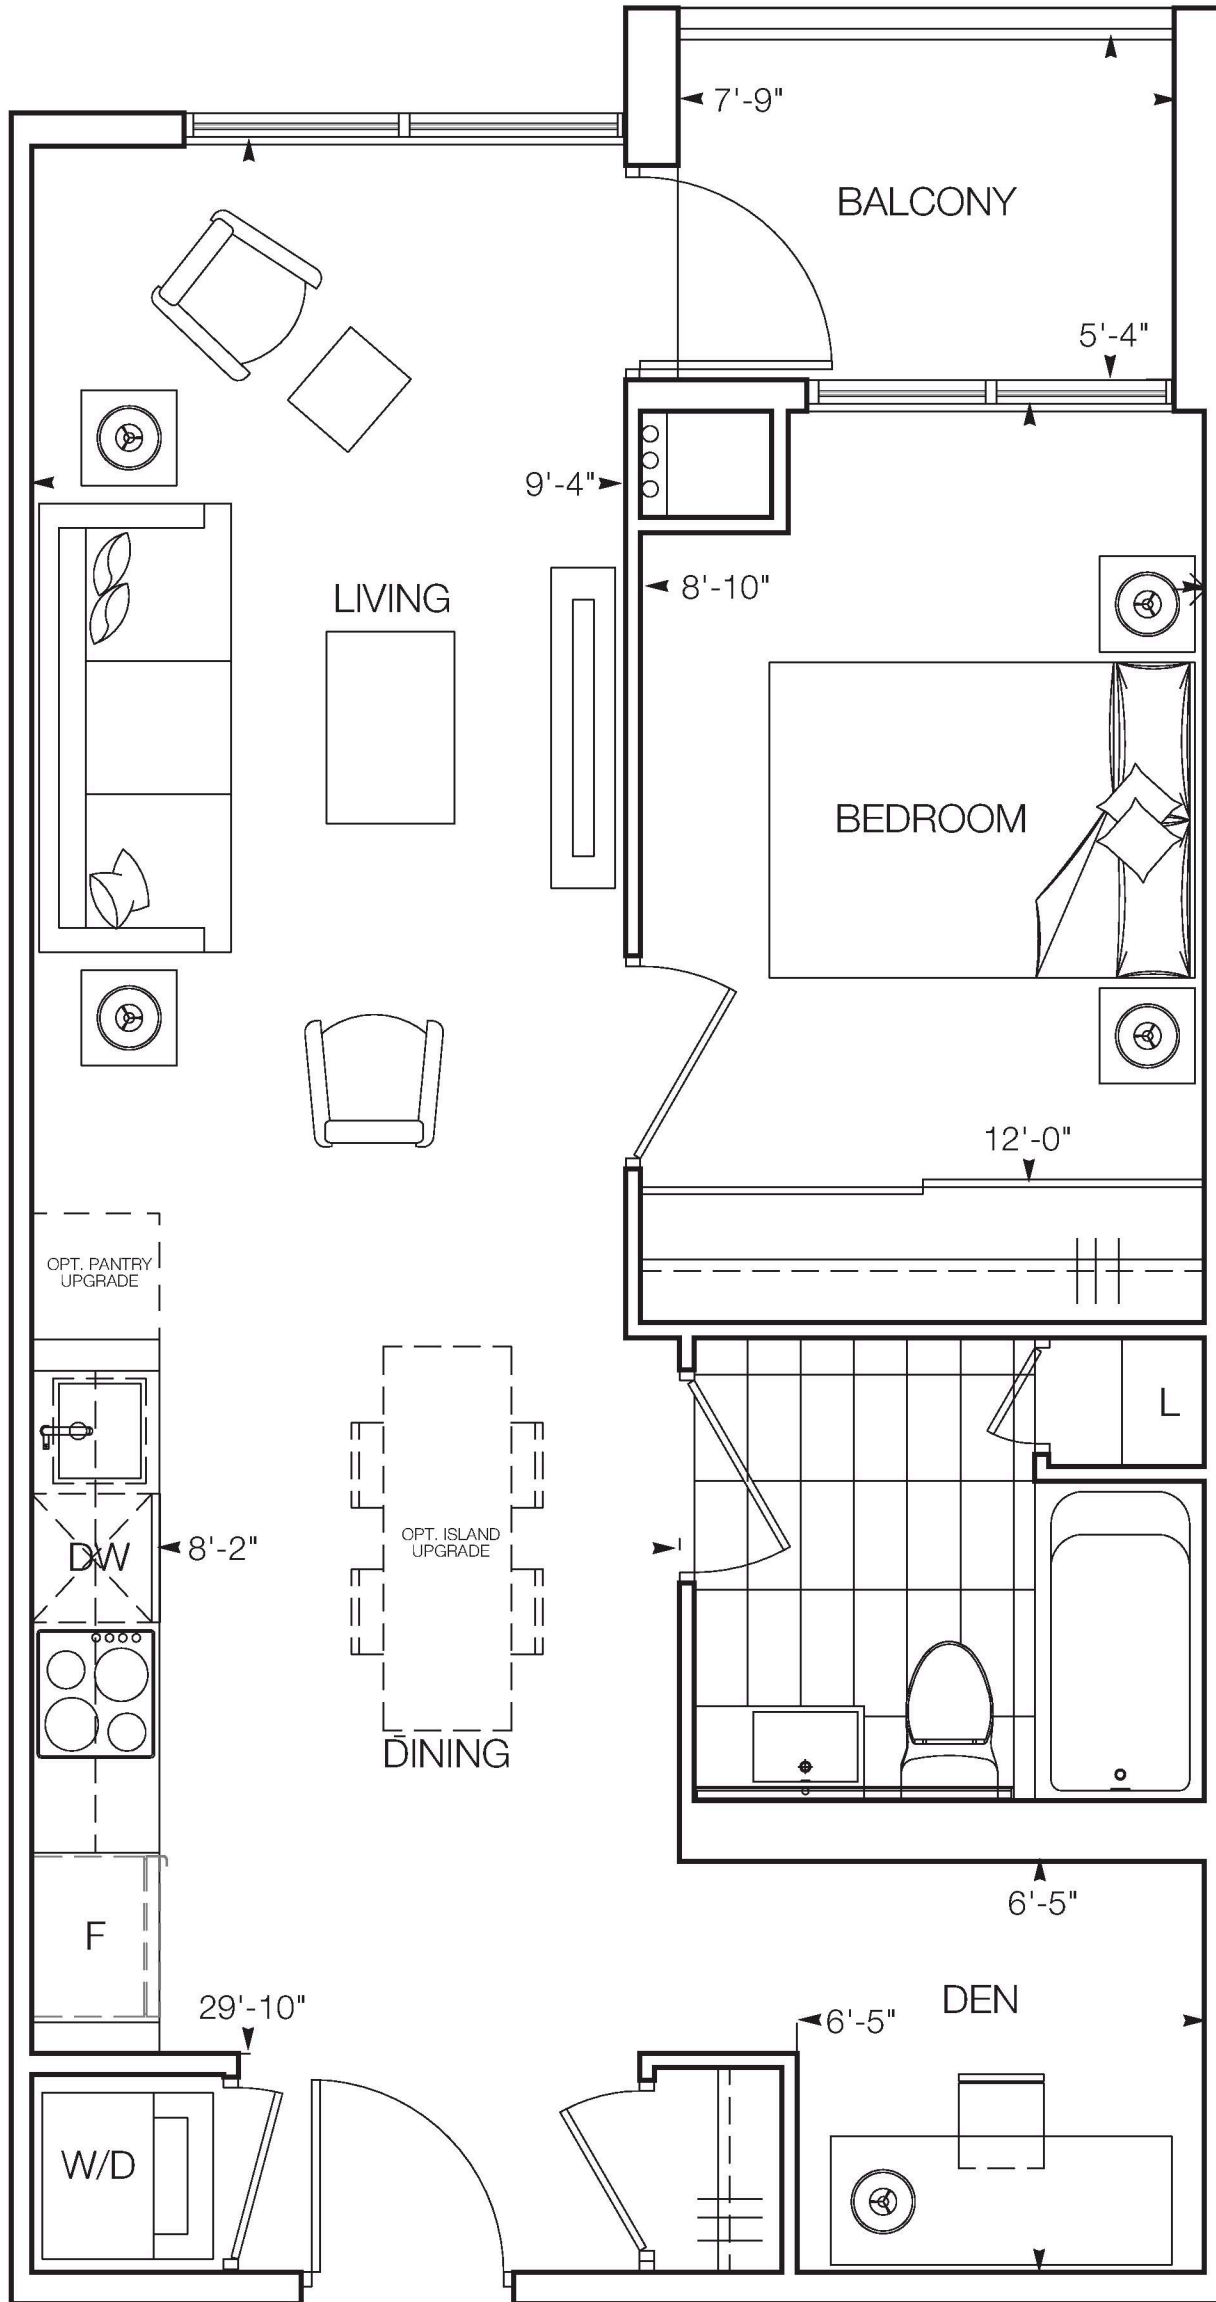 7'-9"
BALCONY
5'-4"
9'-4"
LIVING
8'-10"
BEDROOM
12'-0"
OPT. PANTRY
UPGRADE
L
DW
8'-2"
OPT. ISLAND
UPGRADE
DINING
6'-5"
F
29'-10"
DEN
6'-5"
W/D